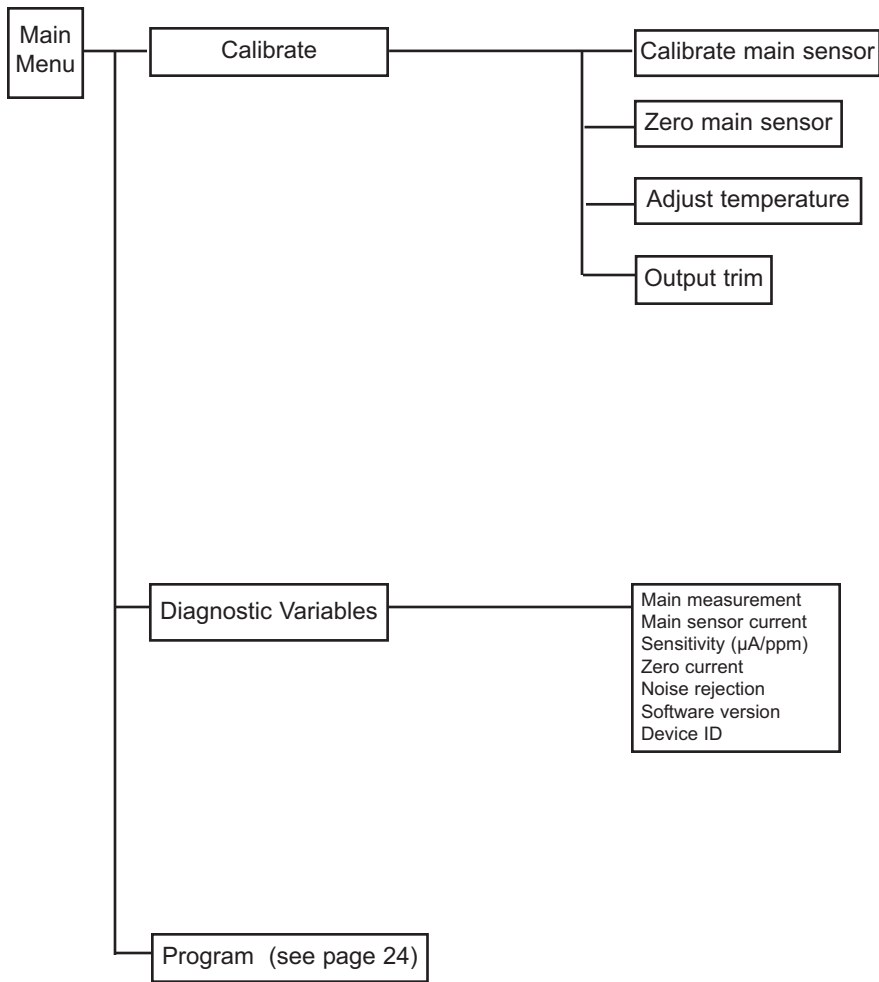 Main
Menu
Calibrate
Calibrate main sensor
Zero main sensor
Adjust temperature
Output trim
Diagnostic Variables
Main measurement
Main sensor current
Sensitivity (µA/ppm)
Zero current
Noise rejection
Software version
Device ID
Program (see page 24)